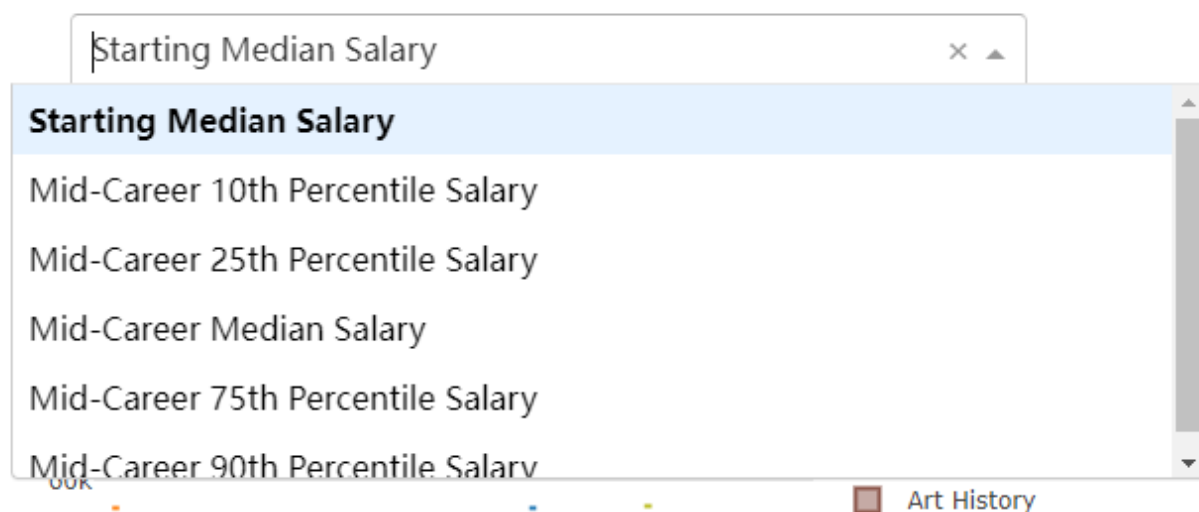 Starting Median Salary
Starting Median Salary
Mid-Career 10th Percentile Salary
Mid-Career 25th Percentile Salary
Mid-Career Median Salary
Mid-Career 75th Percentile Salary
Mid-Career 90th Percentile Salary
Art History